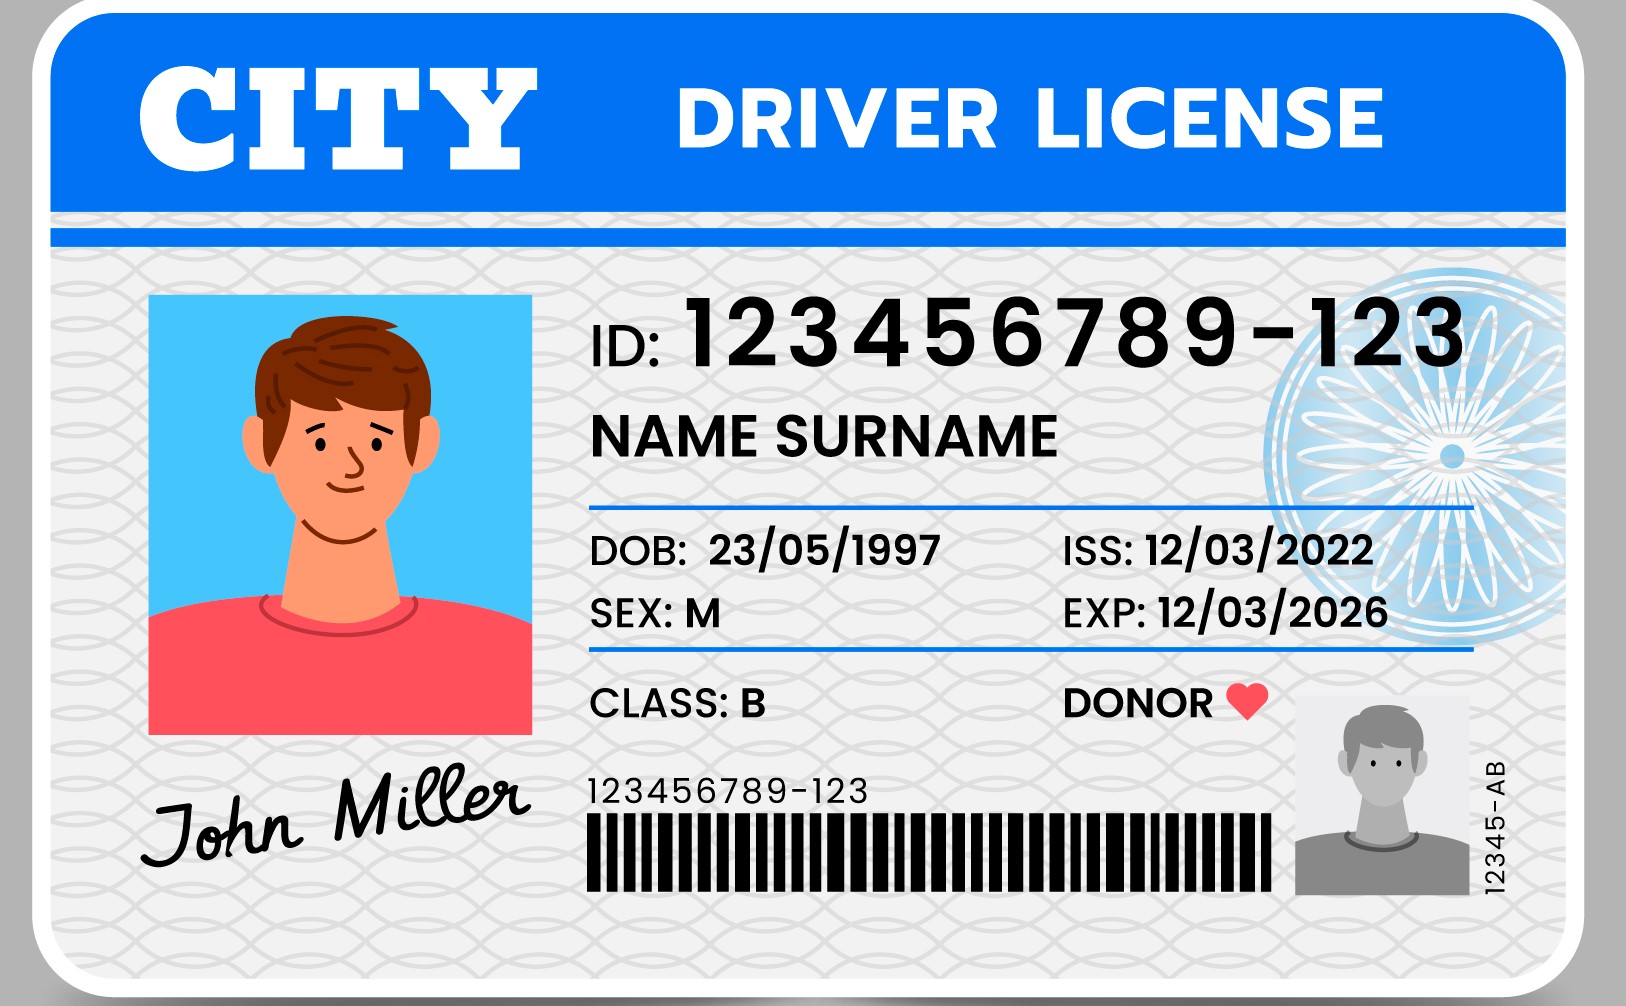 CITY DRIVER LICENSE
ID: 123456789-123
NAME SURNAME
DOB: 23/05/1997 ISS: 12/03/2022
SEX: M EXP: 12/03/2026
CLASS: B DONOR
John Miller
123456789-123
12345-AB